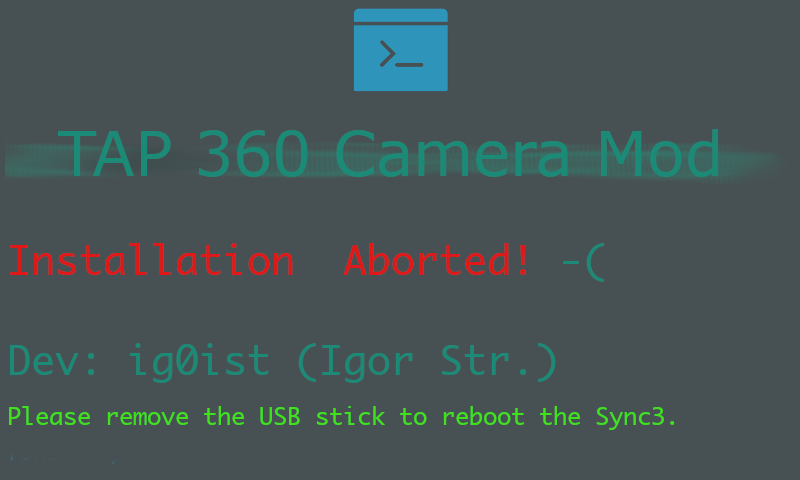 TAP 360 Camera Mod
Installation  Aborted! -(
Dev: ig0ist (Igor Str.)
Please remove the USB stick to reboot the Sync3.